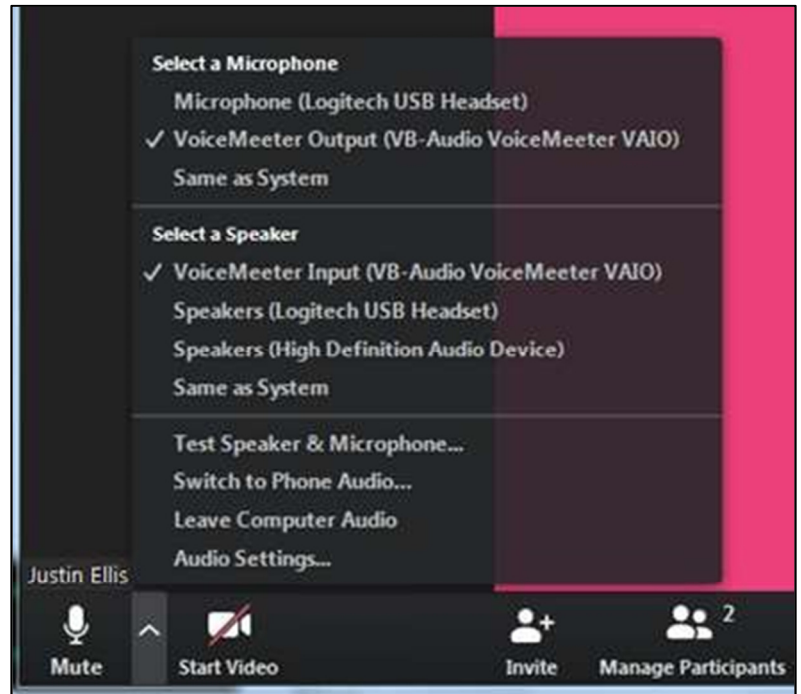 Select a Microphone
Microphone (Logitech USB Headset)
✓ VoiceMeeter Output (VB-Audio VoiceMeeter VAIO)
Same as System
Select a Speaker
✓ VoiceMeeter Input (VB-Audio VoiceMeeter VAIO)
Speakers (Logitech USB Headset)
Speakers (High Definition Audio Device)
Same as System
Test Speaker & Microphone...
Switch to Phone Audio...
Leave Computer Audio
Audio Settings...
Justin Ellis
2
Mute Start Video Invite Manage Participants